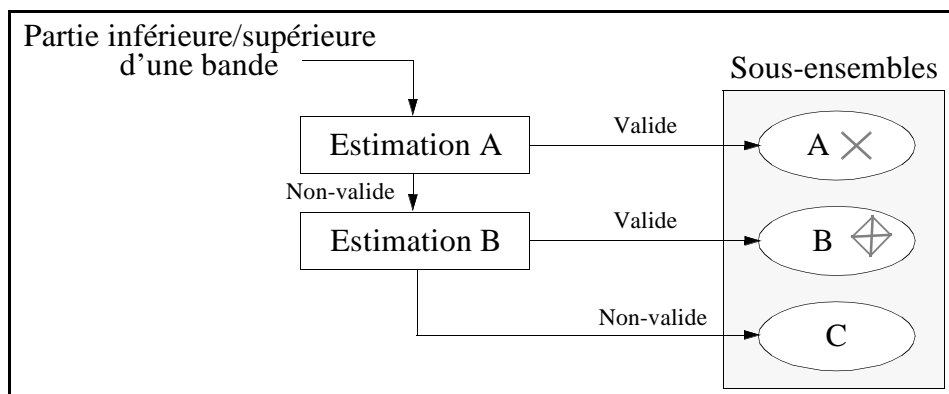 Partie inférieure/supérieure
d'une bande
Sous-ensembles
Estimation A
Valide
A
Non-valide
Estimation B
Valide
B
Non-valide
C